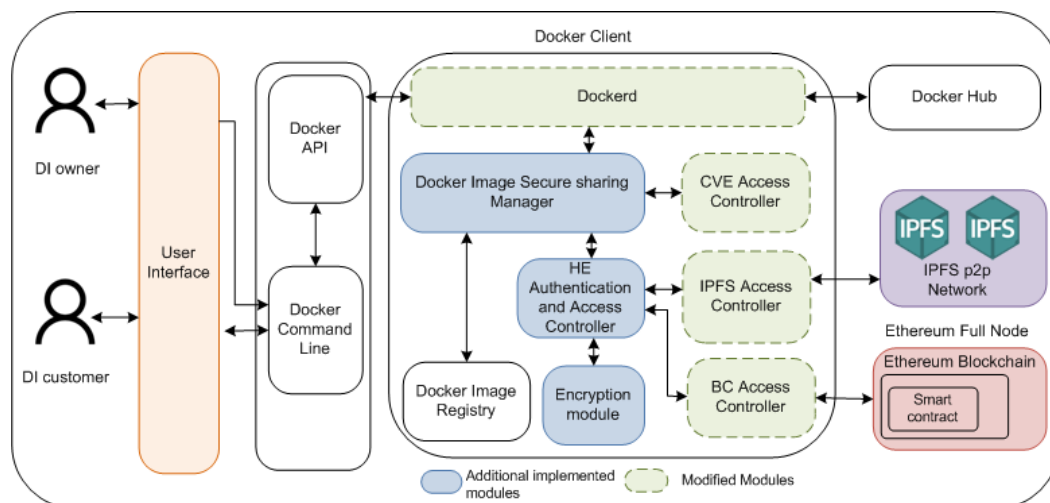 Docker Client
DI owner
DI customer
User
Interface
Docker
API
Docker
Command
Line
Dockerd
Docker Image Secure sharing
Manager
CVE Access
Controller
HE
Authentication
and Access
Controller
IPFS Access
Controller
Docker Image
Registry
Encryption
module
BC Access
Controller
Docker Hub
IPFS
IPFS
IPFS p2p
Network
Ethereum Full Node
Ethereum Blockchain
Smart
contract
Additional implemented
modules
Modified Modules